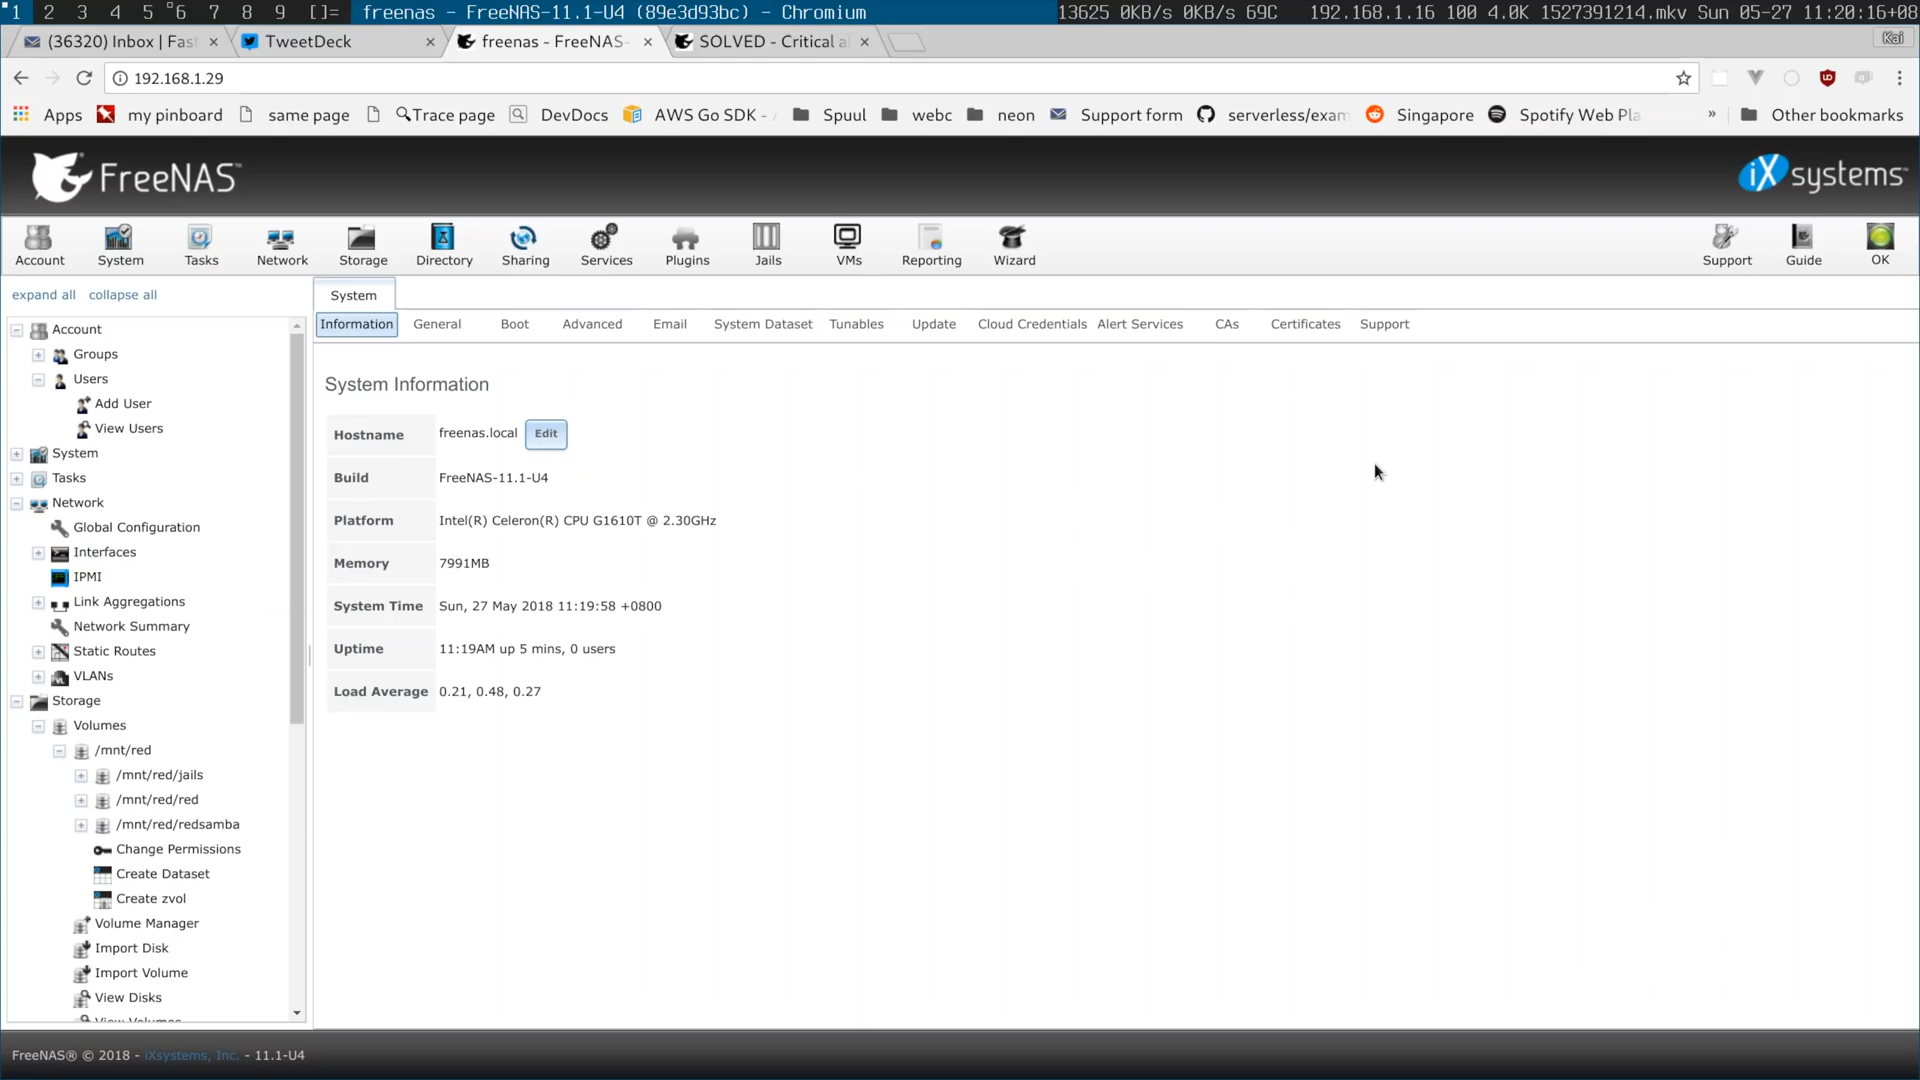 1 2 3 4 5 6 7 8 9 []= freenas - FreeNAS-11.1-U4 (89e3d93bc) - Chromium 13625 0KB/s 0KB/s 69C 192.168.1.16 100 4.0K 1527391214.mkv Sun 05-27 11:20:16+08
(36320) Inbox | Fast TweetDeck freenas - FreeNAS- SOLVED - Critical a Kai
192.168.1.29
Apps my pinboard same page Trace page DevDocs AWS Go SDK - Spuul webc neon Support form serverless/exam Singapore Spotify Web Pla » Other bookmarks
FreeNAS™ iXsystems™
Account System Tasks Network Storage Directory Sharing Services Plugins Jails VMs Reporting Wizard Support Guide OK
expand all collapse all
System
Information General Boot Advanced Email System Dataset Tunables Update Cloud Credentials Alert Services CAs Certificates Support
Account
Groups
Users
Add User
View Users
System
Tasks
Network
Global Configuration
Interfaces
IPMI
Link Aggregations
Network Summary
Static Routes
VLANs
Storage
Volumes
/mnt/red
/mnt/red/jails
/mnt/red/red
/mnt/red/redsamba
Change Permissions
Create Dataset
Create zvol
Volume Manager
Import Disk
Import Volume
View Disks
View Volumes
System Information
Hostname freenas.local Edit
Build FreeNAS-11.1-U4
Platform Intel(R) Celeron(R) CPU G1610T @ 2.30GHz
Memory 7991MB
System Time Sun, 27 May 2018 11:19:58 +0800
Uptime 11:19AM up 5 mins, 0 users
Load Average 0.21, 0.48, 0.27
FreeNAS® © 2018 - iXsystems, Inc. - 11.1-U4